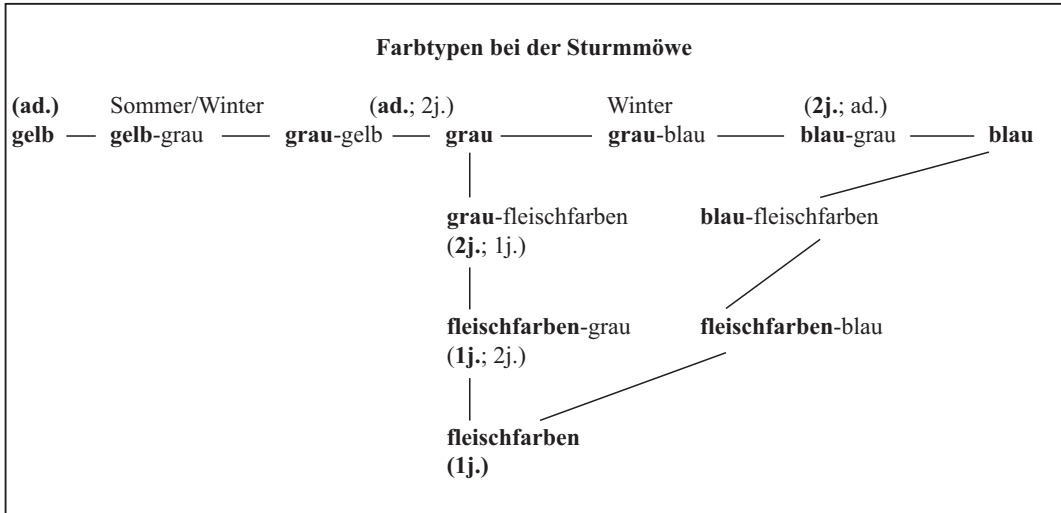 Farbtypen bei der Sturmmöwe
(ad.) Sommer/Winter (ad.; 2j.) Winter (2j.; ad.)
gelb gelb-grau grau-gelb grau grau-blau blau-grau blau
grau-fleischfarben blau-fleischfarben
(2j.; 1j.)
fleischfarben-grau fleischfarben-blau
(1j.; 2j.)
fleischfarben
(1j.)